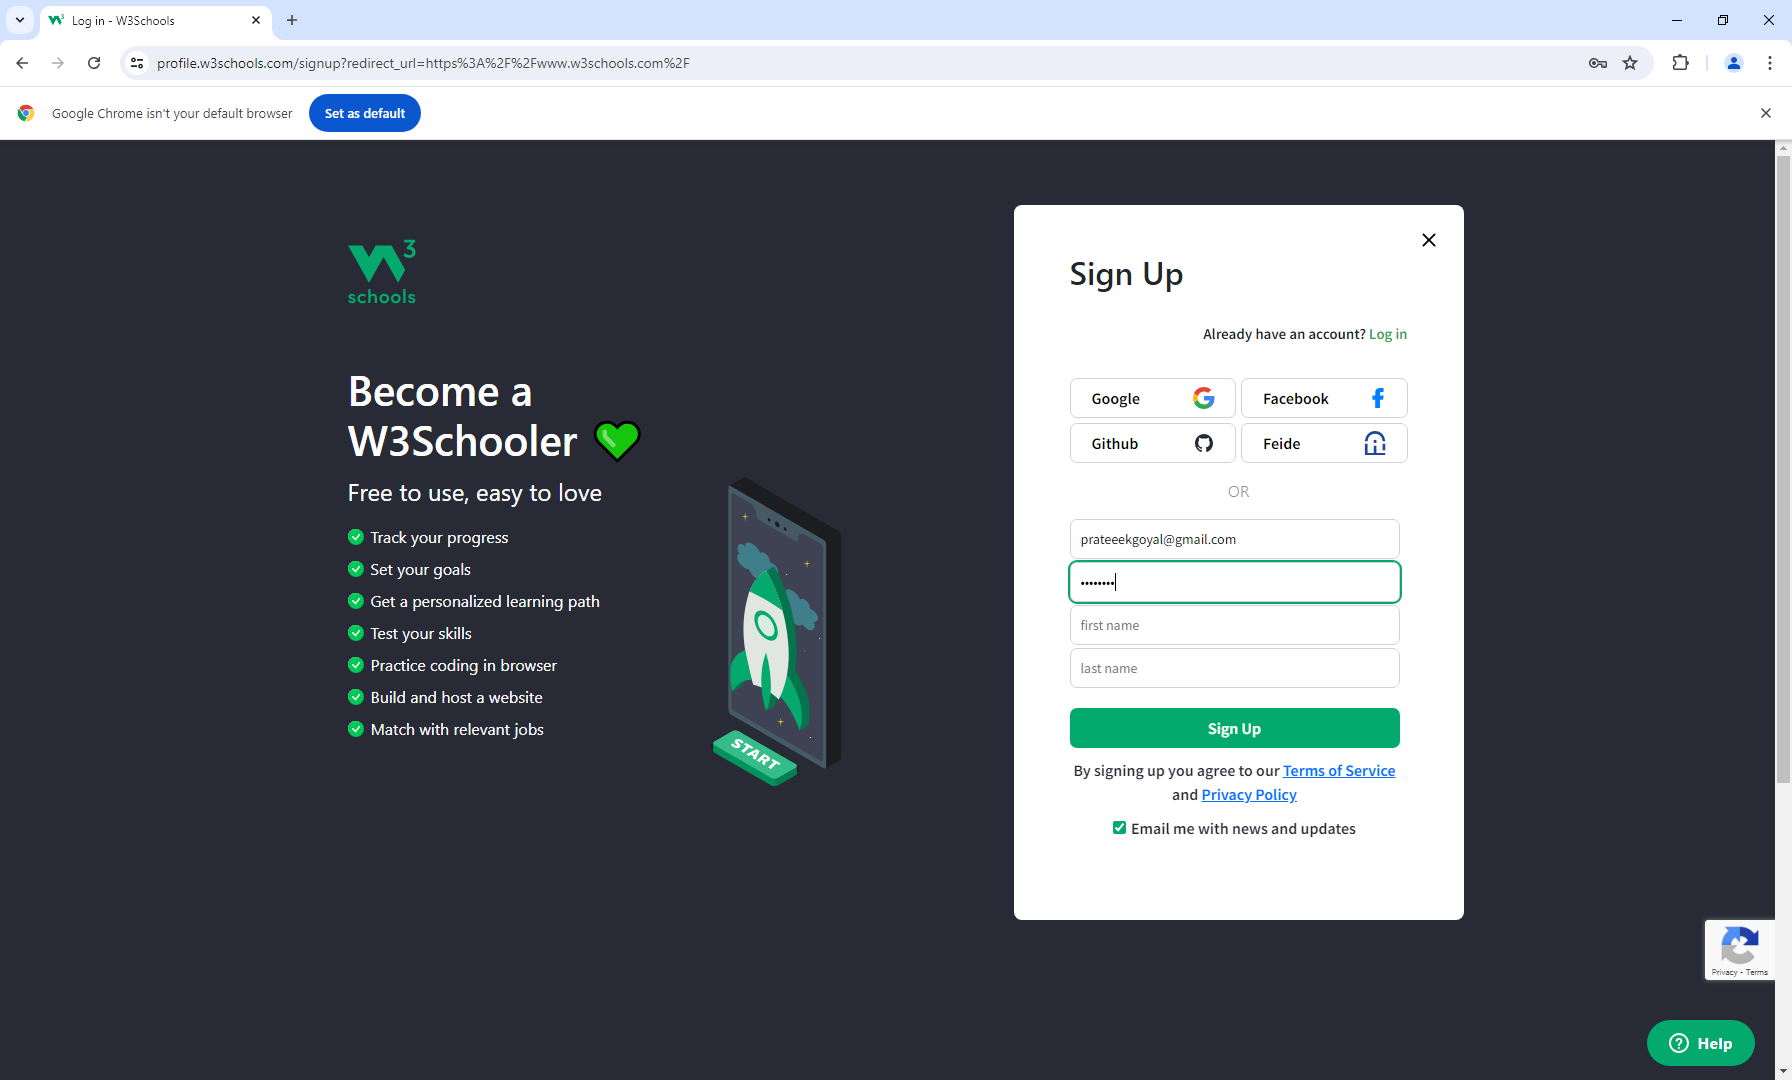 Log in - W3Schools
profile.w3schools.com/signup?redirect_url=https%3A%2F%2Fwww.w3schools.com%2F
Google Chrome isn't your default browser
Set as default
W3
schools
Become a
W3Schooler
Free to use, easy to love
Track your progress
Set your goals
Get a personalized learning path
Test your skills
Practice coding in browser
Build and host a website
Match with relevant jobs
START
Sign Up
Already have an account? Log in
Google
Facebook
Github
Feide
OR
prateeekgoyal@gmail.com
••••••••
first name
last name
Sign Up
By signing up you agree to our Terms of Service
and Privacy Policy
Email me with news and updates
Privacy - Terms
Help